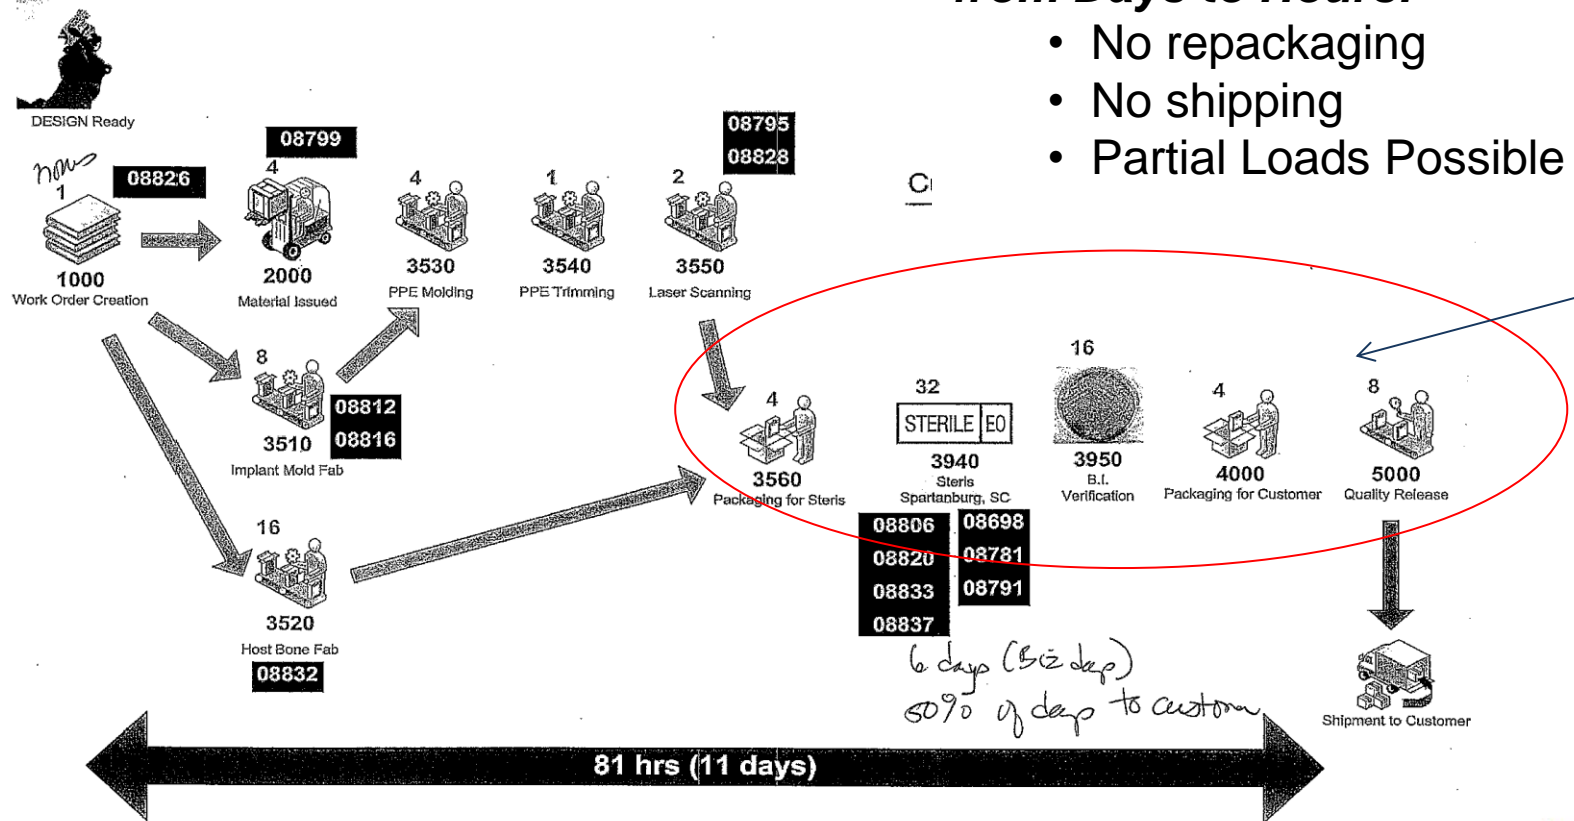 from Days to Hours:
• No repackaging
• No shipping
• Partial Loads Possible
DESIGN Ready
1
08826
1000
Work Order Creation
08799
4
2000
Material Issued
4
3530
PPE Molding
1
3540
PPE Trimming
08795
08828
2
3550
Laser Scanning
8
08812
08816
3510
Implant Mold Fab
16
3520
Host Bone Fab
08832
4
3560
Packaging for Steris
32
STERILE EO
3940
Steris
Spartanburg, SC
08806
08820
08833
08837
08698
08781
08791
16
3950
B.I.
Verification
4
4000
Packaging for Customer
8
5000
Quality Release
6 days (Biz days)
50% of days to customer
Shipment to Customer
81 hrs (11 days)